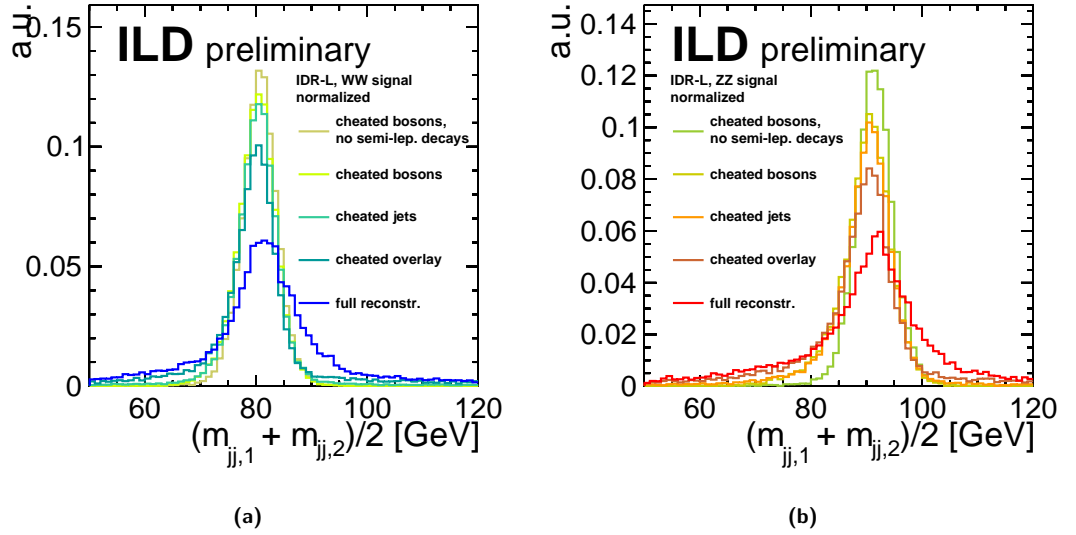 a.u.
0.15
ILD preliminary
IDR-L, WW signal
normalized
cheated bosons,
no semi-lep. decays
cheated bosons
cheated jets
cheated overlay
full reconstr.
0.1
0.05
0
60 80 100 120
(m_jj,1 + m_jj,2)/2 [GeV]
(a)
a.u.
0.14
ILD preliminary
IDR-L, ZZ signal
normalized
cheated bosons,
no semi-lep. decays
cheated bosons
cheated jets
cheated overlay
full reconstr.
0.12
0.1
0.08
0.06
0.04
0.02
0
60 80 100 120
(m_jj,1 + m_jj,2)/2 [GeV]
(b)